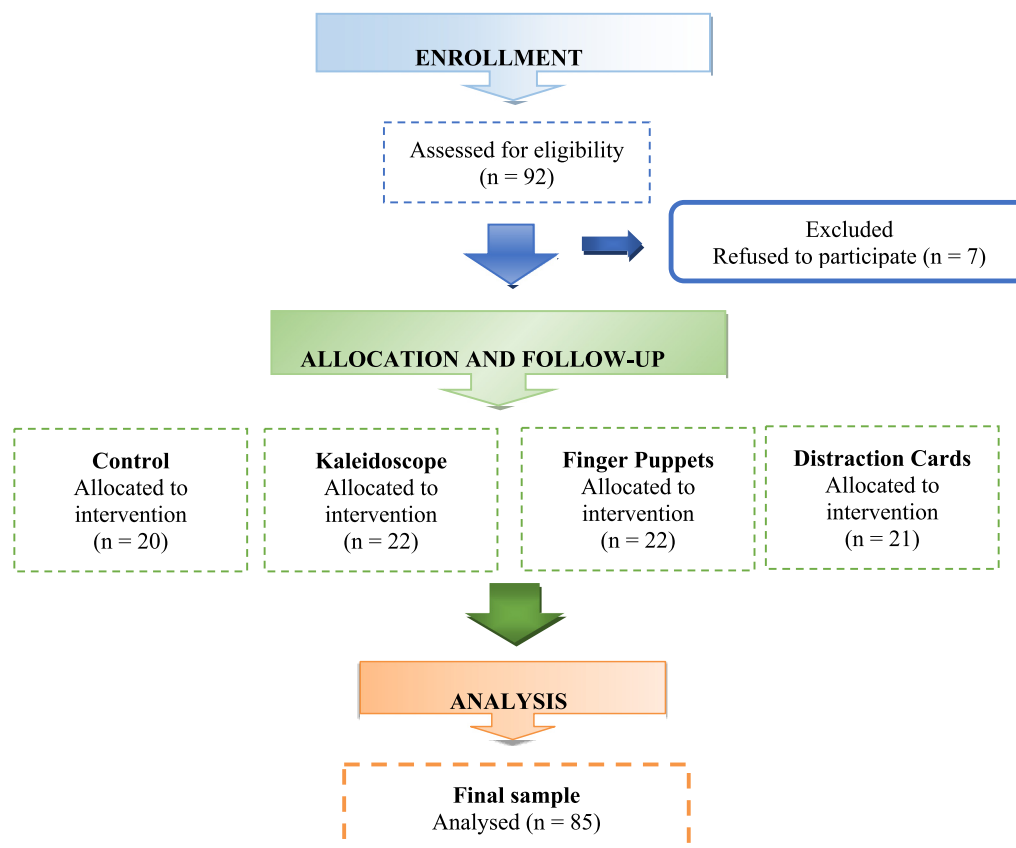 ENROLLMENT
Assessed for eligibility
(n = 92)
Excluded
Refused to participate (n = 7)
ALLOCATION AND FOLLOW-UP
Control
Allocated to
intervention
(n = 20)
Kaleidoscope
Allocated to
intervention
(n = 22)
Finger Puppets
Allocated to
intervention
(n = 22)
Distraction Cards
Allocated to
intervention
(n = 21)
ANALYSIS
Final sample
Analysed (n = 85)